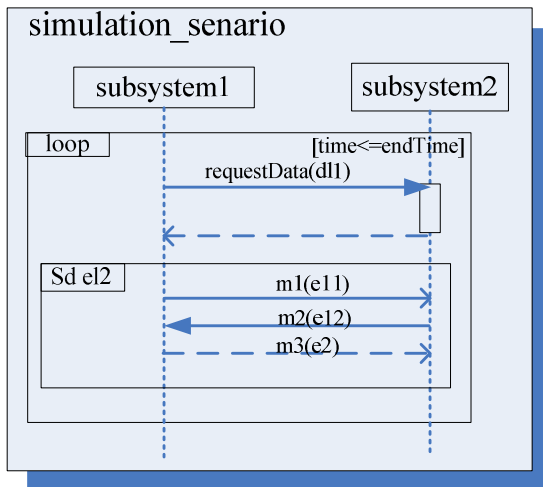 simulation_senario
subsystem1
subsystem2
loop
[time<=endTime]
requestData(dl1)
Sd el2
m1(e11)
m2(e12)
m3(e2)